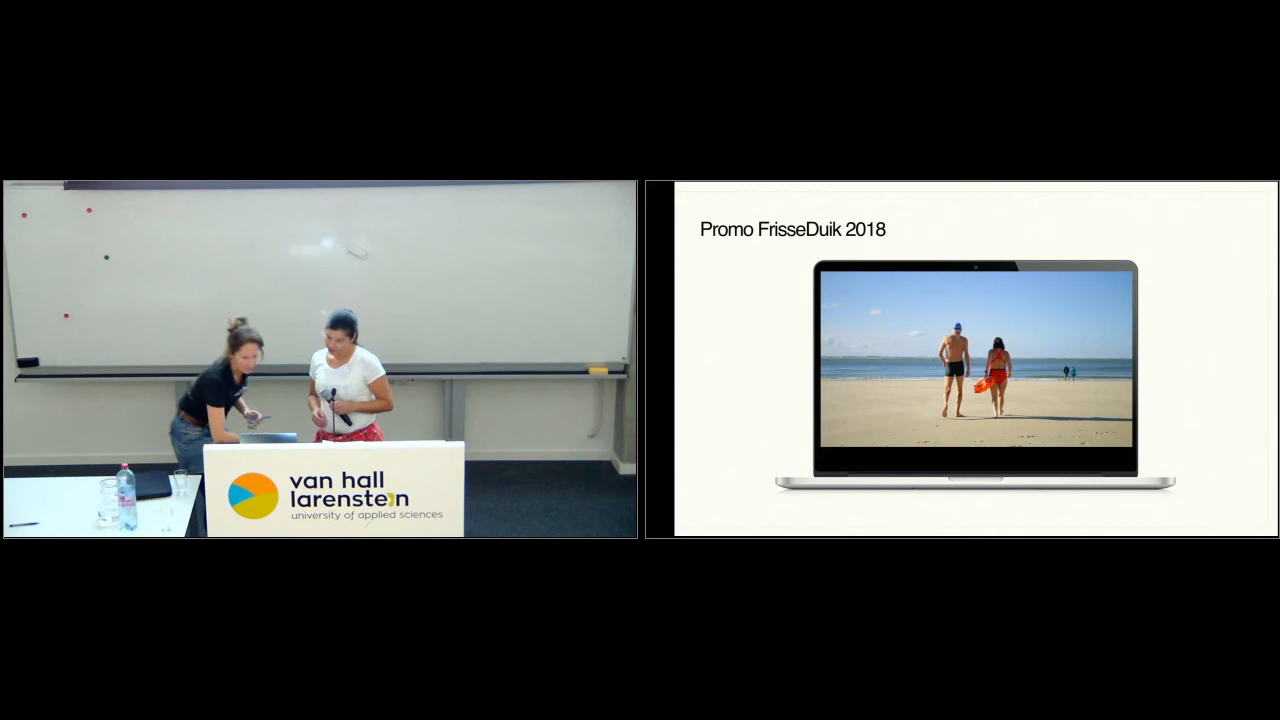 van hall
larenstein
university of applied sciences
Promo FrisseDuik 2018